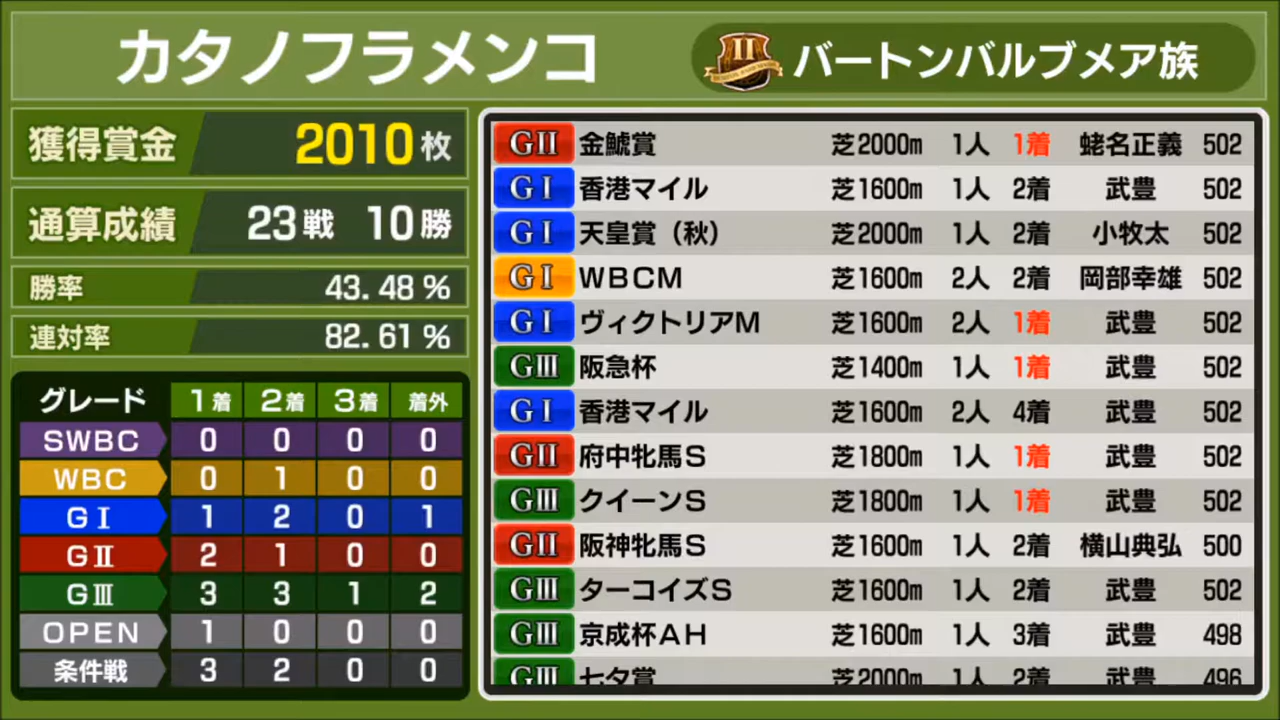 カタノフラメンコ
II バートンバルブメア族
獲得賞金 2010枚
通算成績 23戦 10勝
勝率 43.48%
連対率 82.61%
グレード 1着 2着 3着 着外
SWBC 0 0 0 0
WBC 0 1 0 0
GⅠ 1 2 0 1
GⅡ 2 1 0 0
GⅢ 3 3 1 2
OPEN 1 0 0 0
条件戦 3 2 0 0
GⅡ 金鯱賞 芝2000m 1人 1着 蛯名正義 502
GⅠ 香港マイル 芝1600m 1人 2着 武豊 502
GⅠ 天皇賞（秋） 芝2000m 1人 2着 小牧太 502
GⅠ WBCM 芝1600m 2人 2着 岡部幸雄 502
GⅠ ヴィクトリアM 芝1600m 2人 1着 武豊 502
GⅢ 阪急杯 芝1400m 1人 1着 武豊 502
GⅠ 香港マイル 芝1600m 2人 4着 武豊 502
GⅡ 府中牝馬S 芝1800m 1人 1着 武豊 502
GⅢ クイーンS 芝1800m 1人 1着 武豊 502
GⅡ 阪神牝馬S 芝1600m 1人 2着 横山典弘 500
GⅢ ターコイズS 芝1600m 1人 2着 武豊 502
GⅢ 京成杯AH 芝1600m 1人 3着 武豊 498
GⅢ 七夕賞 芝2000m 1人 2着 武豊 496